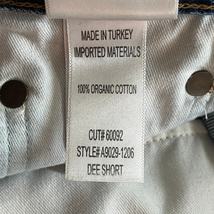 MADE IN TURKEY
IMPORTED MATERIALS
100% ORGANIC COTTON
CUT# 60092
STYLE# A9029-1206
DEE SHORT